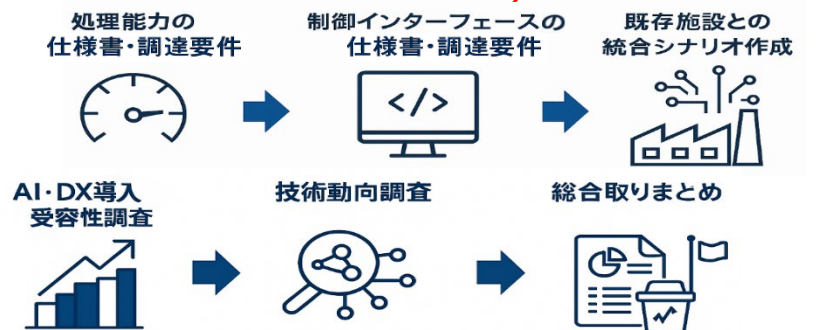 処理能力の
仕様書・調達要件
制御インターフェースの
仕様書・調達要件
既存施設との
統合シナリオ作成
</>
AI・DX導入
受容性調査
技術動向調査
総合取りまとめ